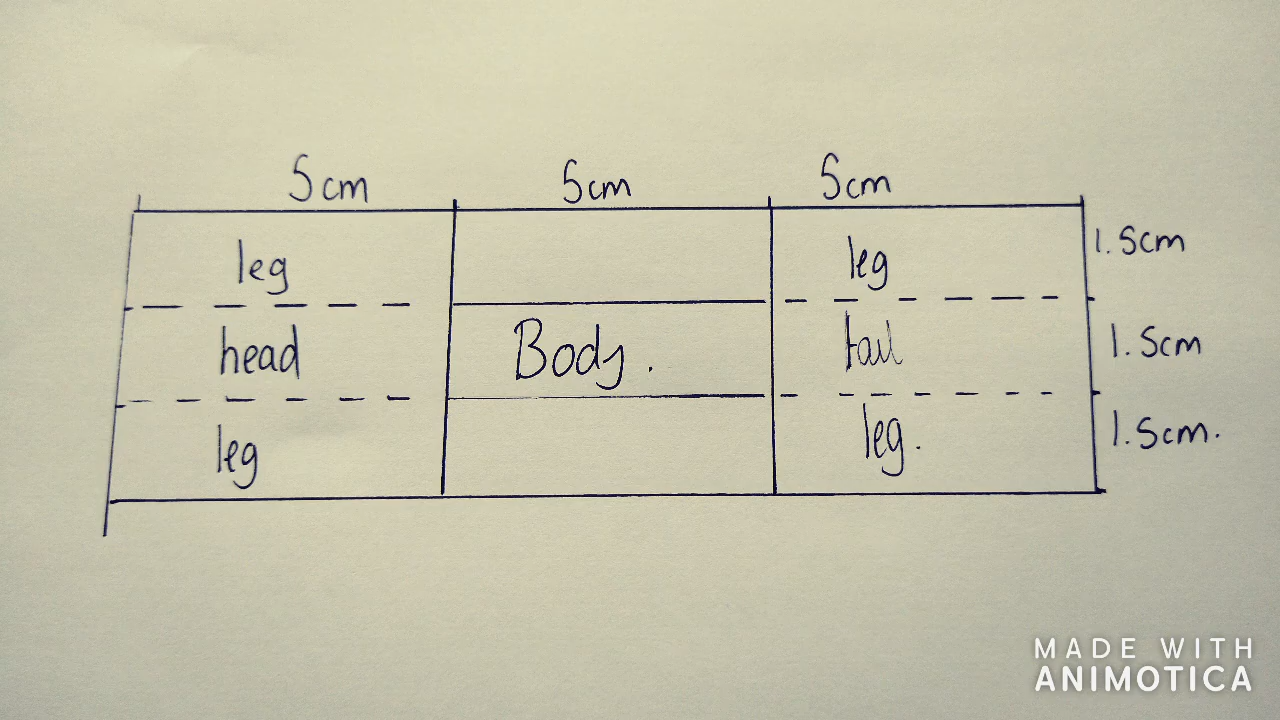 5cm 5cm 5cm
leg leg 1.5cm
head Body. tail 1.5cm
leg leg. 1.5cm.
MADE WITH
ANIMOTICA